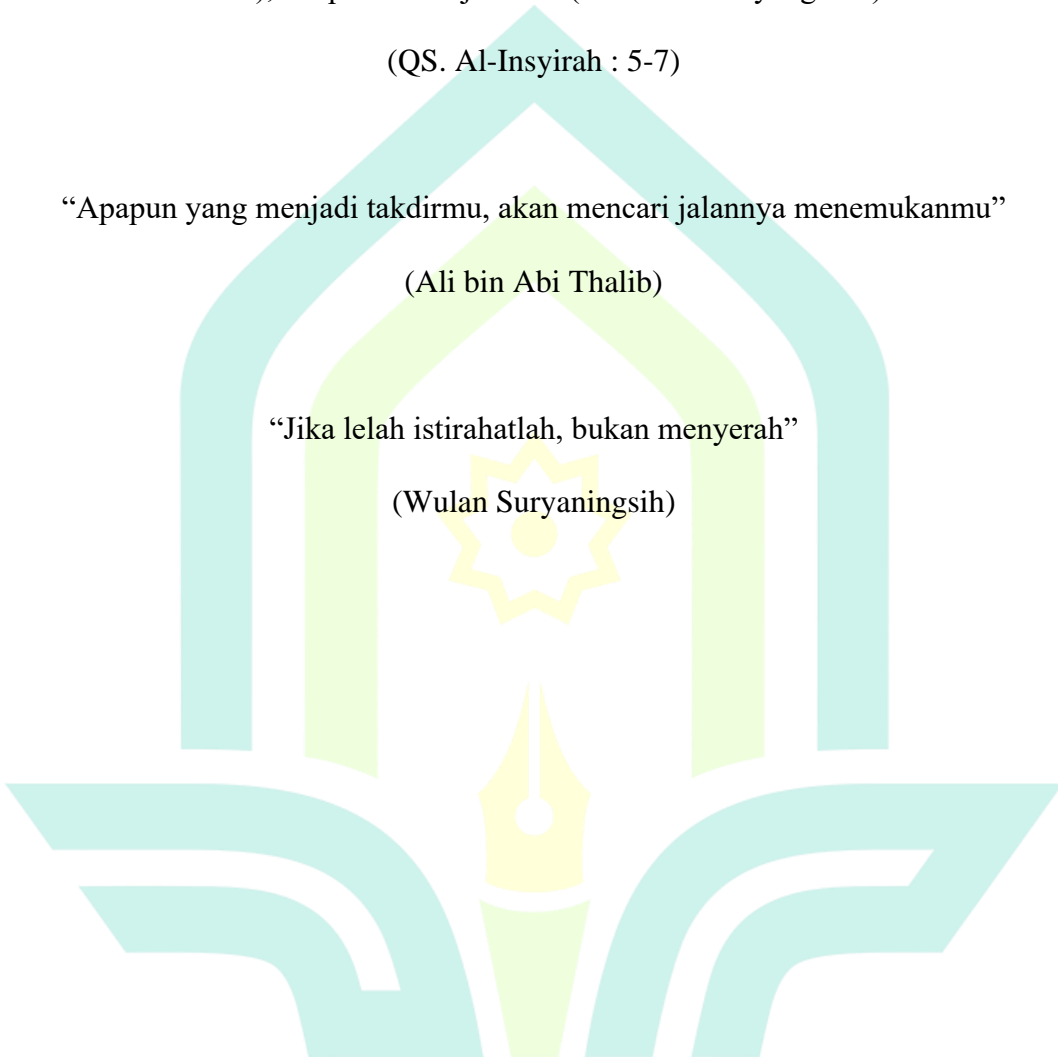 (QS. Al-Insyirah : 5-7)
“Apapun yang menjadi takdirmu, akan mencari jalannya menemukanmu”
(Ali bin Abi Thalib)
“Jika lelah istirahatlah, bukan menyerah”
(Wulan Suryaningsih)